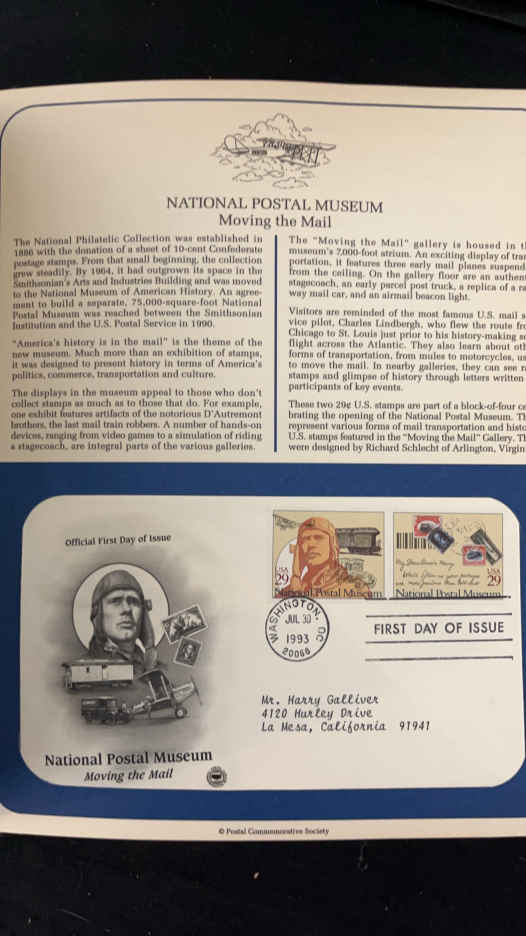 NATIONAL POSTAL MUSEUM
Moving the Mail
The National Philatelic Collection was established in
1886 with the donation of a sheet of 10-cent Confederate
postage stamps. From that small beginning, the collection
grew steadily. By 1964, it had outgrown its space in the
Smithsonian's Arts and Industries Building and was moved
to the National Museum of American History. An agree-
ment to build a separate, 75,000-square-foot National
Postal Museum was reached between the Smithsonian
Institution and the U.S. Postal Service in 1990.
"America's history is in the mail" is the theme of the
new museum. Much more than an exhibition of stamps,
it was designed to present history in terms of America's
politics, commerce, transportation and culture.
The displays in the museum appeal to those who don't
collect stamps as much as to those that do. For example,
one exhibit features artifacts of the notorious D'Autremont
brothers, the last mail train robbers. A number of hands-on
devices, ranging from video games to a simulation of riding
a stagecoach, are integral parts of the various galleries.
The "Moving the Mail" gallery is housed in
museum's 7,000-foot atrium. An exciting display of
portation, it features three early mail planes
from the ceiling. On the gallery floor are an
stagecoach, an early parcel post truck, a replica of a
way mail car, and an airmail beacon light.
Visitors are reminded of the most famous U.S. mail
vice pilot, Charles Lindbergh, who flew the route
Chicago to St. Louis just prior to his history-making
flight across the Atlantic. They also learn about
forms of transportation, from mules to motorcycles,
to move the mail. In nearby galleries, they can see
stamps and glimpse of history through letters written
participants of key events.
These two 29¢ U.S. stamps are part of a block-of-four
brating the opening of the National Postal Museum.
represent various forms of mail transportation and
U.S. stamps featured in the "Moving the Mail" Gallery.
were designed by Richard Schlecht of Arlington,
Official First Day of Issue
USA
29
National Postal Museum
USA
29
National Postal Museum
WASHINGTON, DC
JUL 30
1993
20066
FIRST DAY OF ISSUE
Mr. Harry Galliver
4120 Hurley Drive
La Mesa, California 91941
National Postal Museum
Moving the Mail
© Postal Commemorative Society